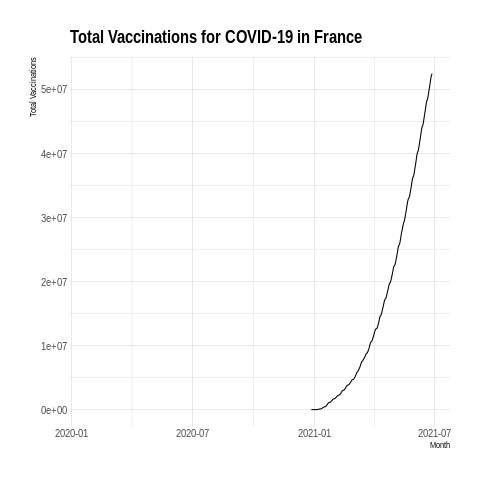 Total Vaccinations for COVID-19 in France
Total Vaccinations
5e+07
4e+07
3e+07
2e+07
1e+07
0e+00
2020-01 2020-07 2021-01 2021-07
Month